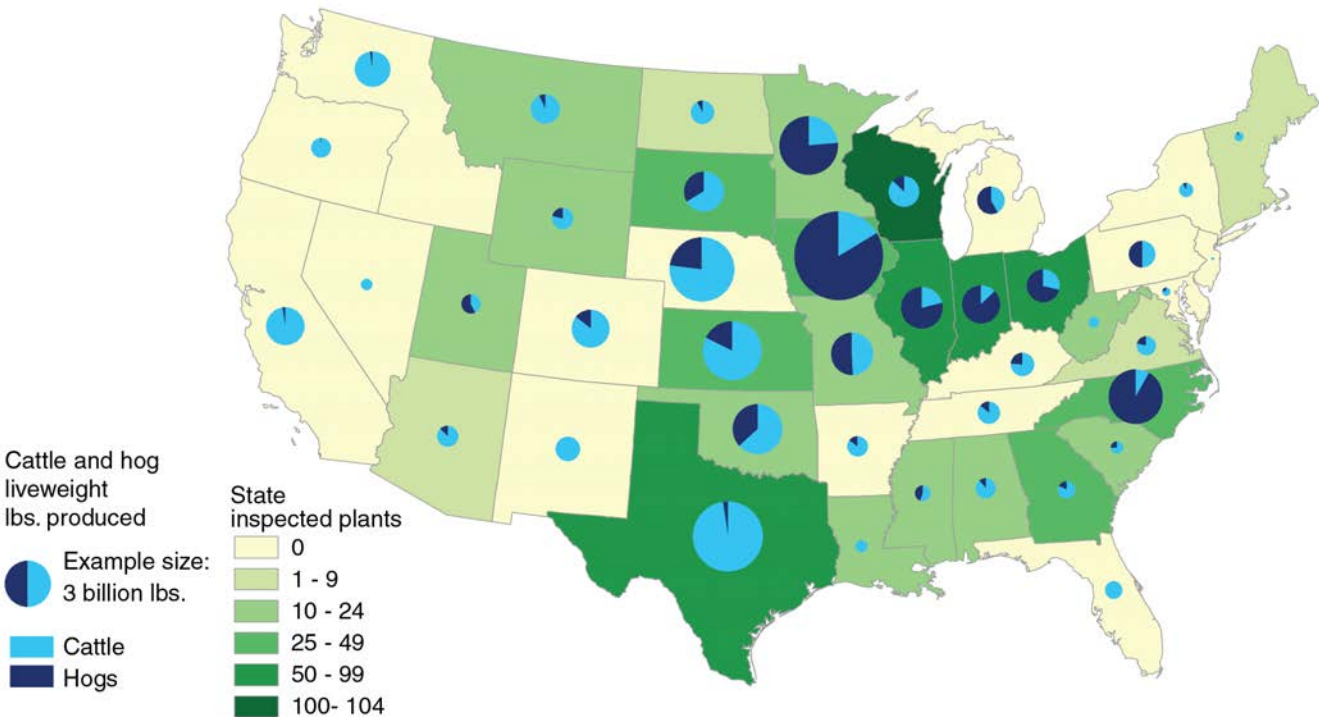 Cattle and hog
liveweight
lbs. produced
Example size:
3 billion lbs.
Cattle
Hogs
State
inspected plants
0
1 - 9
10 - 24
25 - 49
50 - 99
100- 104